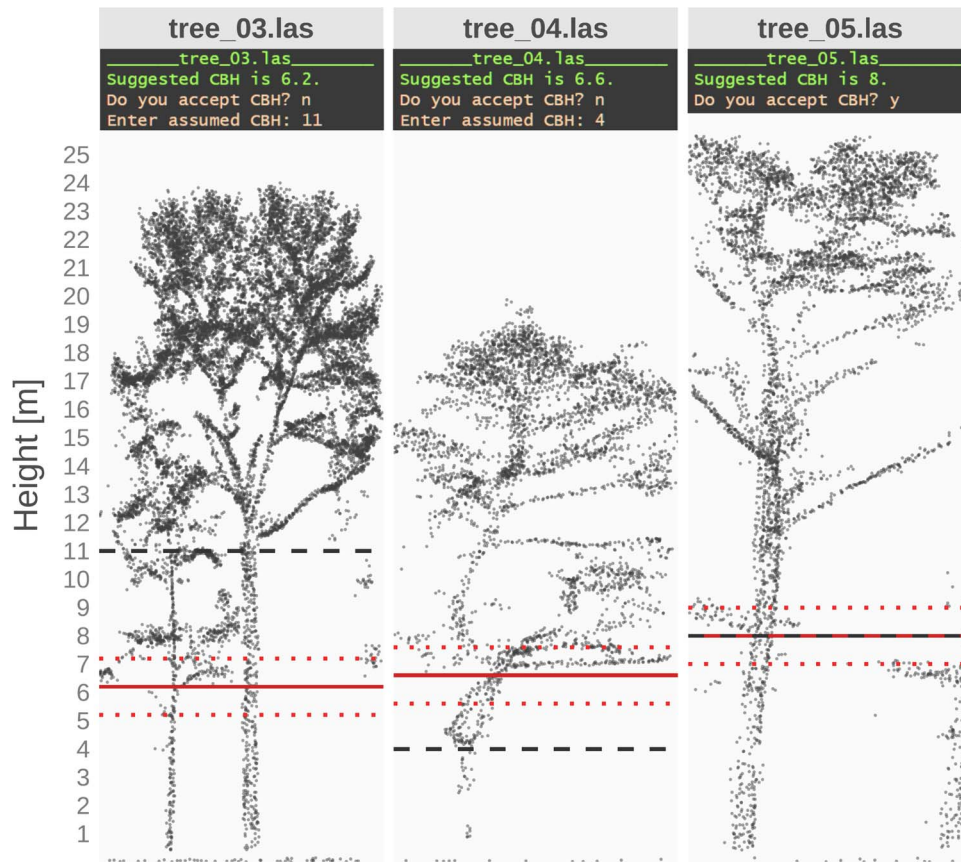 tree_03.las
tree_04.las
tree_05.las
_______tree_03.las________
Suggested CBH is 6.2.
Do you accept CBH? n
Enter assumed CBH: 11
_______tree_04.las________
Suggested CBH is 6.6.
Do you accept CBH? n
Enter assumed CBH: 4
_______tree_05.las________
Suggested CBH is 8.
Do you accept CBH? y
Height [m]
25
24
23
22
21
20
19
18
17
16
15
14
13
12
11
10
9
8
7
6
5
4
3
2
1